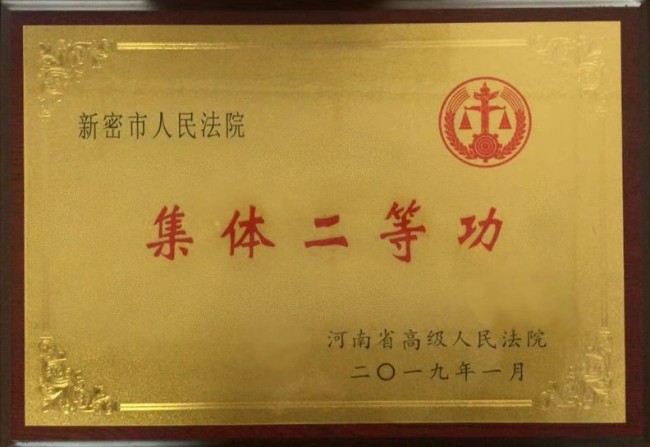 新密市人民法院
集体二等功
河南省高级人民法院
二〇一九年一月